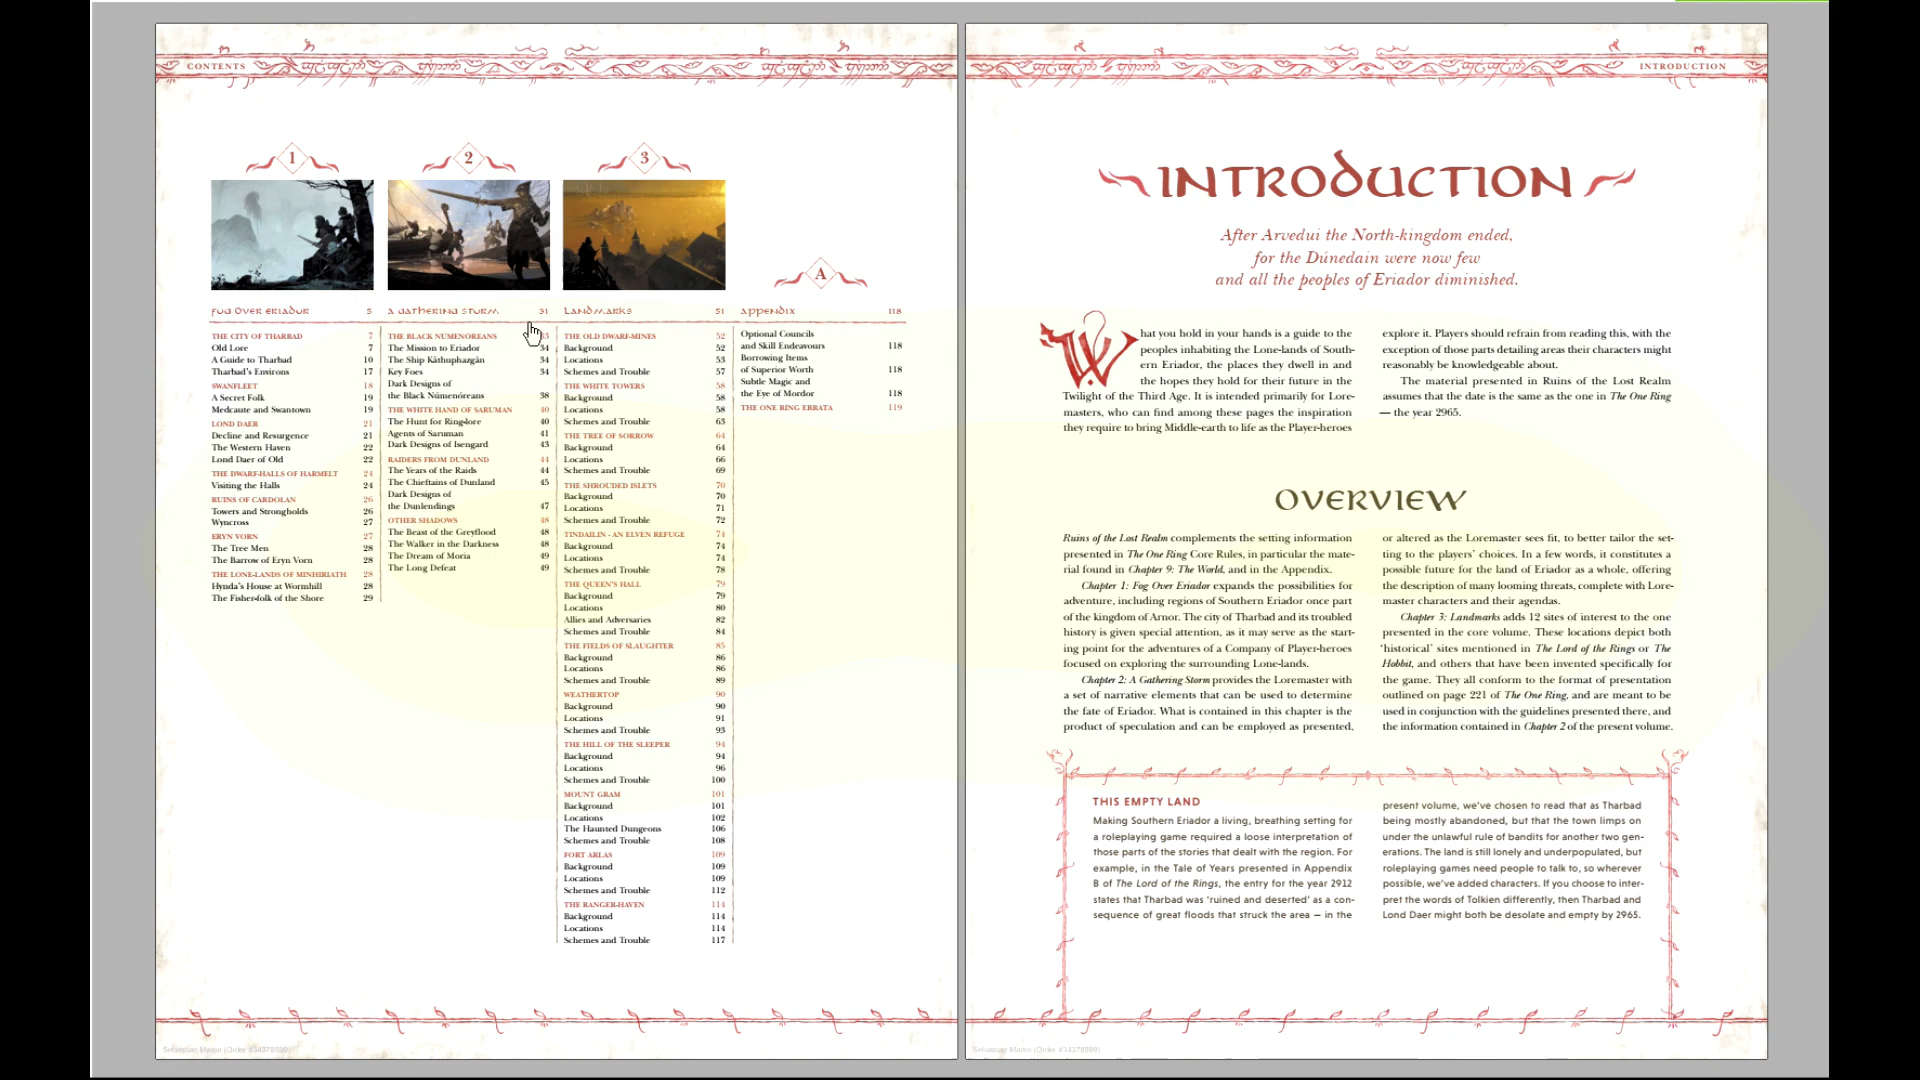 CONTENTS
1
2
3
A
FOG OVER ERIADOR 5
THE CITY OF THARBAD 7
Old Lore 7
A Guide to Tharbad 10
Tharbad's Environs 17
SWANFLEET 18
A Secret Folk 19
Medcaute and Swantown 19
LOND DAER 21
Decline and Resurgence 21
The Western Haven 22
Lond Daer of Old 22
THE DWARF-HALLS OF HARMELT 24
Visiting the Halls 24
RUINS OF CARDOLAN 26
Towers and Strongholds 26
Wyncross 27
ERYN VORN 27
The Tree Men 28
The Barrow of Eryn Vorn 28
THE LONE-LANDS OF MINHIRIATH 28
Hynda's House at Wormhill 28
The Fisher-folk of the Shore 29
A GATHERING STORM 31
THE BLACK NÚMENÓREANS
The Mission to Eriador 34
The Ship Kâthuphazgân 34
Key Foes 34
Dark Designs of
the Black Númenóreans 38
THE WHITE HAND OF SARUMAN 40
The Hunt for Ring-lore 40
Agents of Saruman 41
Dark Designs of Isengard 43
RAIDERS FROM DUNLAND 44
The Years of the Raids 44
The Chieftains of Dunland 45
Dark Designs of
the Dunlendings 47
OTHER SHADOWS 48
The Beast of the Greyflood 48
The Walker in the Darkness 48
The Dream of Moria 49
The Long Defeat 49
LANDMARKS 51
THE OLD DWARF-MINES 52
Background 52
Locations 53
Schemes and Trouble 57
THE WHITE TOWERS 58
Background 58
Locations 58
Schemes and Trouble 63
THE TREE OF SORROW 64
Background 64
Locations 66
Schemes and Trouble 69
THE SHROUDED ISLETS 70
Background 70
Locations 71
Schemes and Trouble 72
TINDAILIN - AN ELVEN REFUGE 74
Background 74
Locations 74
Schemes and Trouble 78
THE QUEEN'S HALL 79
Background 79
Locations 80
Allies and Adversaries 82
Schemes and Trouble 84
THE FIELDS OF SLAUGHTER 85
Background 86
Locations 86
Schemes and Trouble 89
WEATHERTOP 90
Background 90
Locations 91
Schemes and Trouble 93
THE HILL OF THE SLEEPER 94
Background 94
Locations 96
Schemes and Trouble 100
MOUNT GRAM 101
Background 101
Locations 102
The Haunted Dungeons 106
Schemes and Trouble 108
FORT ARLAS 109
Background 109
Locations 109
Schemes and Trouble 112
THE RANGER-HAVEN 114
Background 114
Locations 114
Schemes and Trouble 117
APPENDIX 118
Optional Councils
and Skill Endeavours 118
Borrowing Items
of Superior Worth 118
Subtle Magic and
the Eye of Mordor 118
THE ONE RING ERRATA 119
Sebastian Martin (Order #34378599)
INTRODUCTION
INTRODUCTION
After Arvedui the North-kingdom ended,
for the Dúnedain were now few
and all the peoples of Eriador diminished.
What you hold in your hands is a guide to the
peoples inhabiting the Lone-lands of South-
ern Eriador, the places they dwell in and
the hopes they hold for their future in the
Twilight of the Third Age. It is intended primarily for Lore-
masters, who can find among these pages the inspiration
they require to bring Middle-earth to life as the Player-heroes
explore it. Players should refrain from reading this, with the
exception of those parts detailing areas their characters might
reasonably be knowledgeable about.
The material presented in Ruins of the Lost Realm
assumes that the date is the same as the one in The One Ring
— the year 2965.
OVERVIEW
Ruins of the Lost Realm complements the setting information
presented in The One Ring Core Rules, in particular the mate-
rial found in Chapter 9: The World, and in the Appendix.
Chapter 1: Fog Over Eriador expands the possibilities for
adventure, including regions of Southern Eriador once part
of the kingdom of Arnor. The city of Tharbad and its troubled
history is given special attention, as it may serve as the start-
ing point for the adventures of a Company of Player-heroes
focused on exploring the surrounding Lone-lands.
Chapter 2: A Gathering Storm provides the Loremaster with
a set of narrative elements that can be used to determine
the fate of Eriador. What is contained in this chapter is the
product of speculation and can be employed as presented,
or altered as the Loremaster sees fit, to better tailor the set-
ting to the players' choices. In a few words, it constitutes a
possible future for the land of Eriador as a whole, offering
the description of many looming threats, complete with Lore-
master characters and their agendas.
Chapter 3: Landmarks adds 12 sites of interest to the one
presented in the core volume. These locations depict both
'historical' sites mentioned in The Lord of the Rings or The
Hobbit, and others that have been invented specifically for
the game. They all conform to the format of presentation
outlined on page 221 of The One Ring, and are meant to be
used in conjunction with the guidelines presented there, and
the information contained in Chapter 2 of the present volume.
THIS EMPTY LAND
Making Southern Eriador a living, breathing setting for
a roleplaying game required a loose interpretation of
those parts of the stories that dealt with the region. For
example, in the Tale of Years presented in Appendix
B of The Lord of the Rings, the entry for the year 2912
states that Tharbad was 'ruined and deserted' as a con-
sequence of great floods that struck the area — in the
present volume, we've chosen to read that as Tharbad
being mostly abandoned, but that the town limps on
under the unlawful rule of bandits for another two gen-
erations. The land is still lonely and underpopulated, but
roleplaying games need people to talk to, so wherever
possible, we've added characters. If you choose to inter-
pret the words of Tolkien differently, then Tharbad and
Lond Daer might both be desolate and empty by 2965.
Sebastian Martin (Order #34378599)